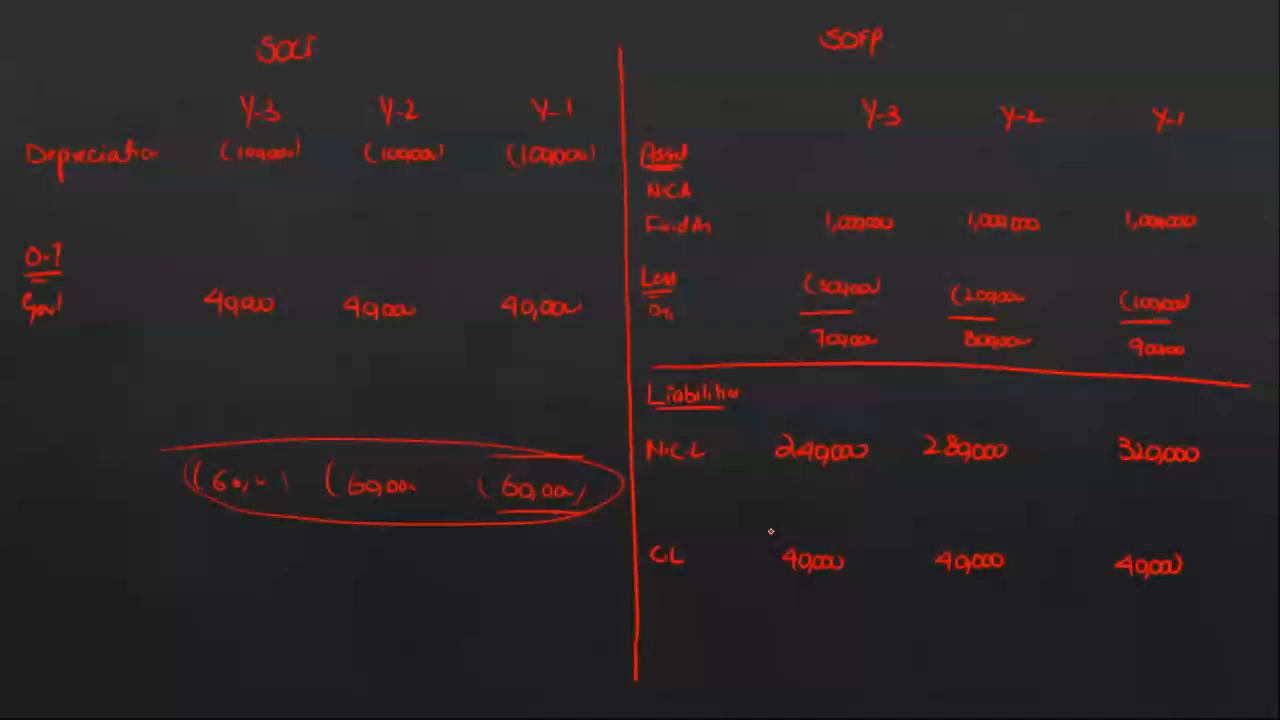 SOCI
Y-3 Y-2 Y-1
Depreciation (100,000) (100,000) (100,000)
O.I
Govt 40,000 40,000 40,000
(60,000) (60,000) (60,000)
SOFP
Y-3 Y-2 Y-1
Asset
NCA
Fixed As 1,000,000 1,000,000 1,000,000
Less
(300,000) (200,000) (100,000)
700,000 800,000 900,000
Liabilities
N.C.L 240,000 280,000 320,000
C.L 40,000 40,000 40,000